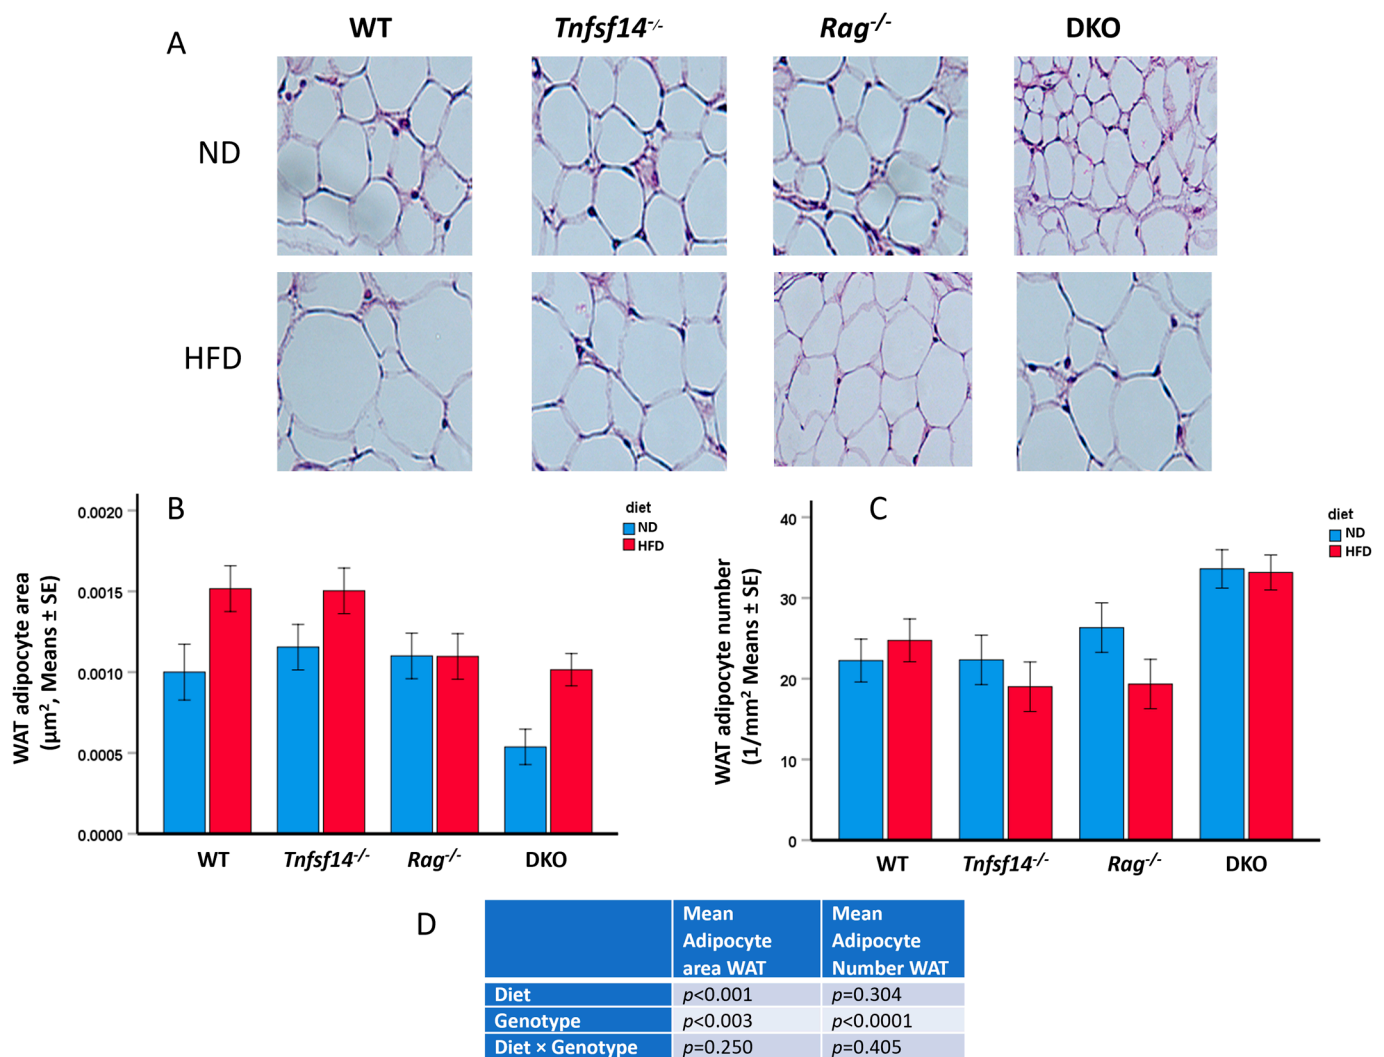 A
WT
Tnfsf14-/-
Rag-/-
DKO
ND
HFD
B
WAT adipocyte area
(µm², Means ± SE)
0.0020
0.0015
0.0010
0.0005
0.0000
WT
Tnfsf14-/-
Rag-/-
DKO
diet
ND
HFD
C
WAT adipocyte number
(1/mm² Means ± SE)
40
30
20
10
0
WT
Tnfsf14-/-
Rag-/-
DKO
diet
ND
HFD
D
Mean
Adipocyte
area WAT
Mean
Adipocyte
Number WAT
Diet p<0.001 p=0.304
Genotype p<0.003 p<0.0001
Diet × Genotype p=0.250 p=0.405